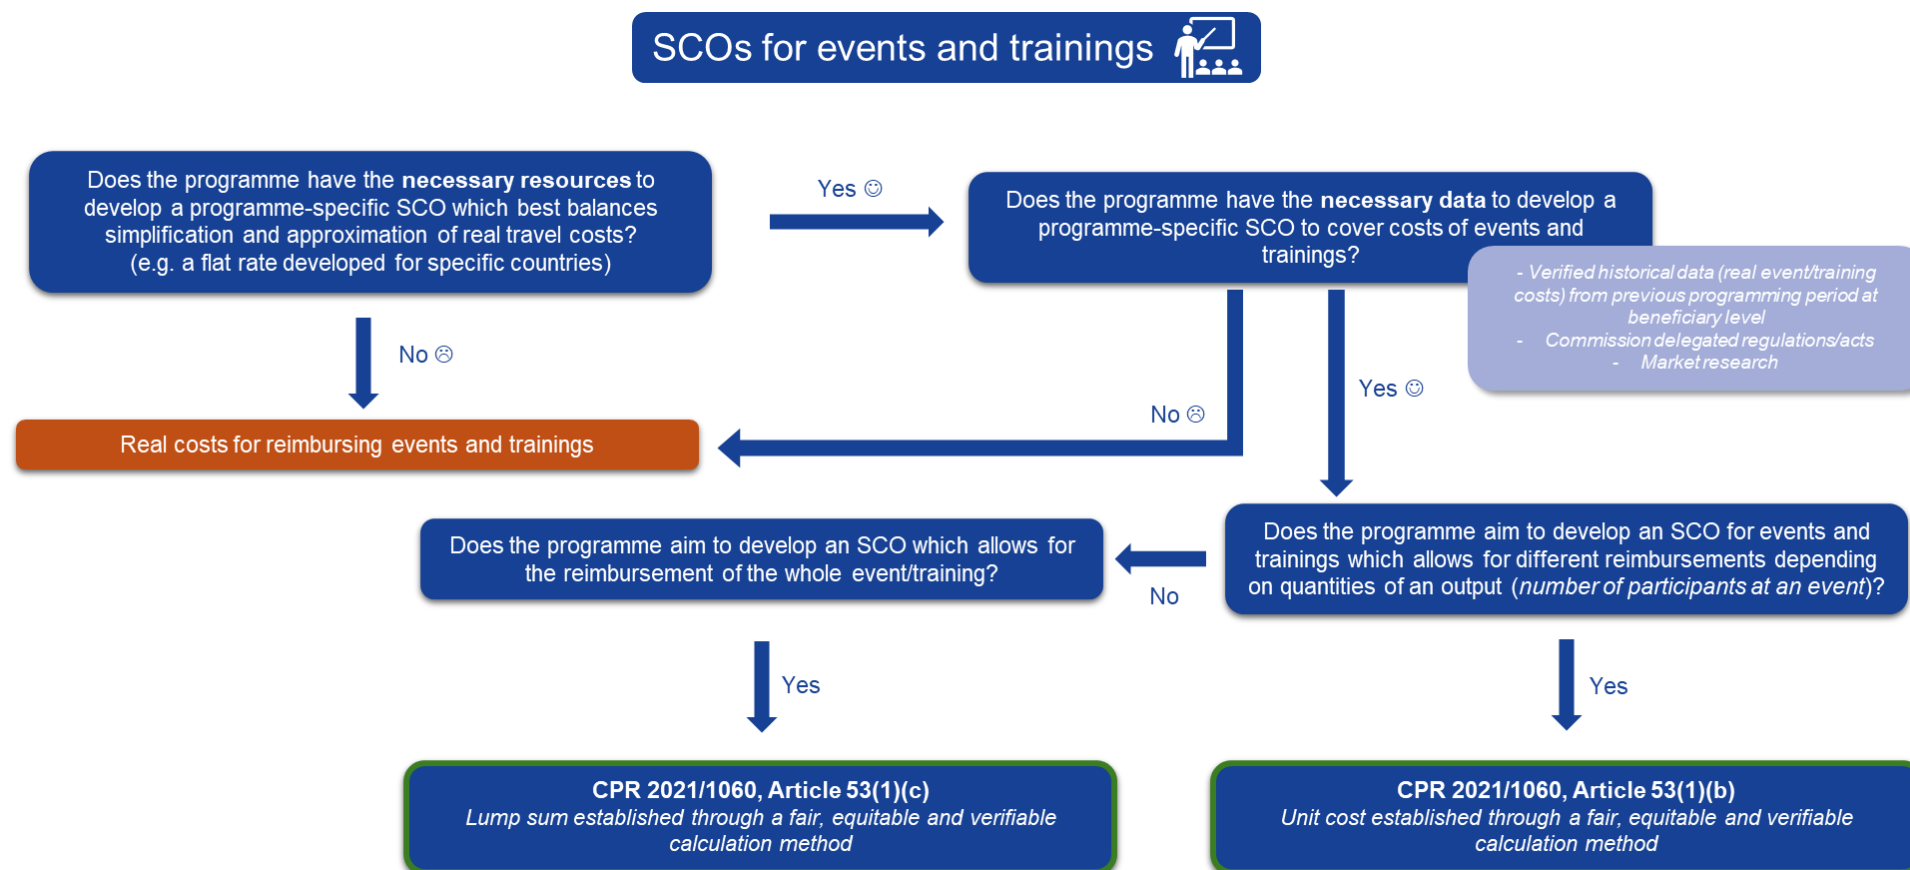 SCOs for events and trainings
Does the programme have the necessary resources to
develop a programme-specific SCO which best balances
simplification and approximation of real travel costs?
(e.g. a flat rate developed for specific countries)
Yes ☺
Does the programme have the necessary data to develop a
programme-specific SCO to cover costs of events and
trainings?
- Verified historical data (real event/training
costs) from previous programming period at
beneficiary level
- Commission delegated regulations/acts
- Market research
No ☹
Yes ☺
No ☹
Real costs for reimbursing events and trainings
Does the programme aim to develop an SCO which allows for
the reimbursement of the whole event/training?
No
Does the programme aim to develop an SCO for events and
trainings which allows for different reimbursements depending
on quantities of an output (number of participants at an event)?
Yes
Yes
CPR 2021/1060, Article 53(1)(c)
Lump sum established through a fair, equitable and verifiable
calculation method
CPR 2021/1060, Article 53(1)(b)
Unit cost established through a fair, equitable and verifiable
calculation method